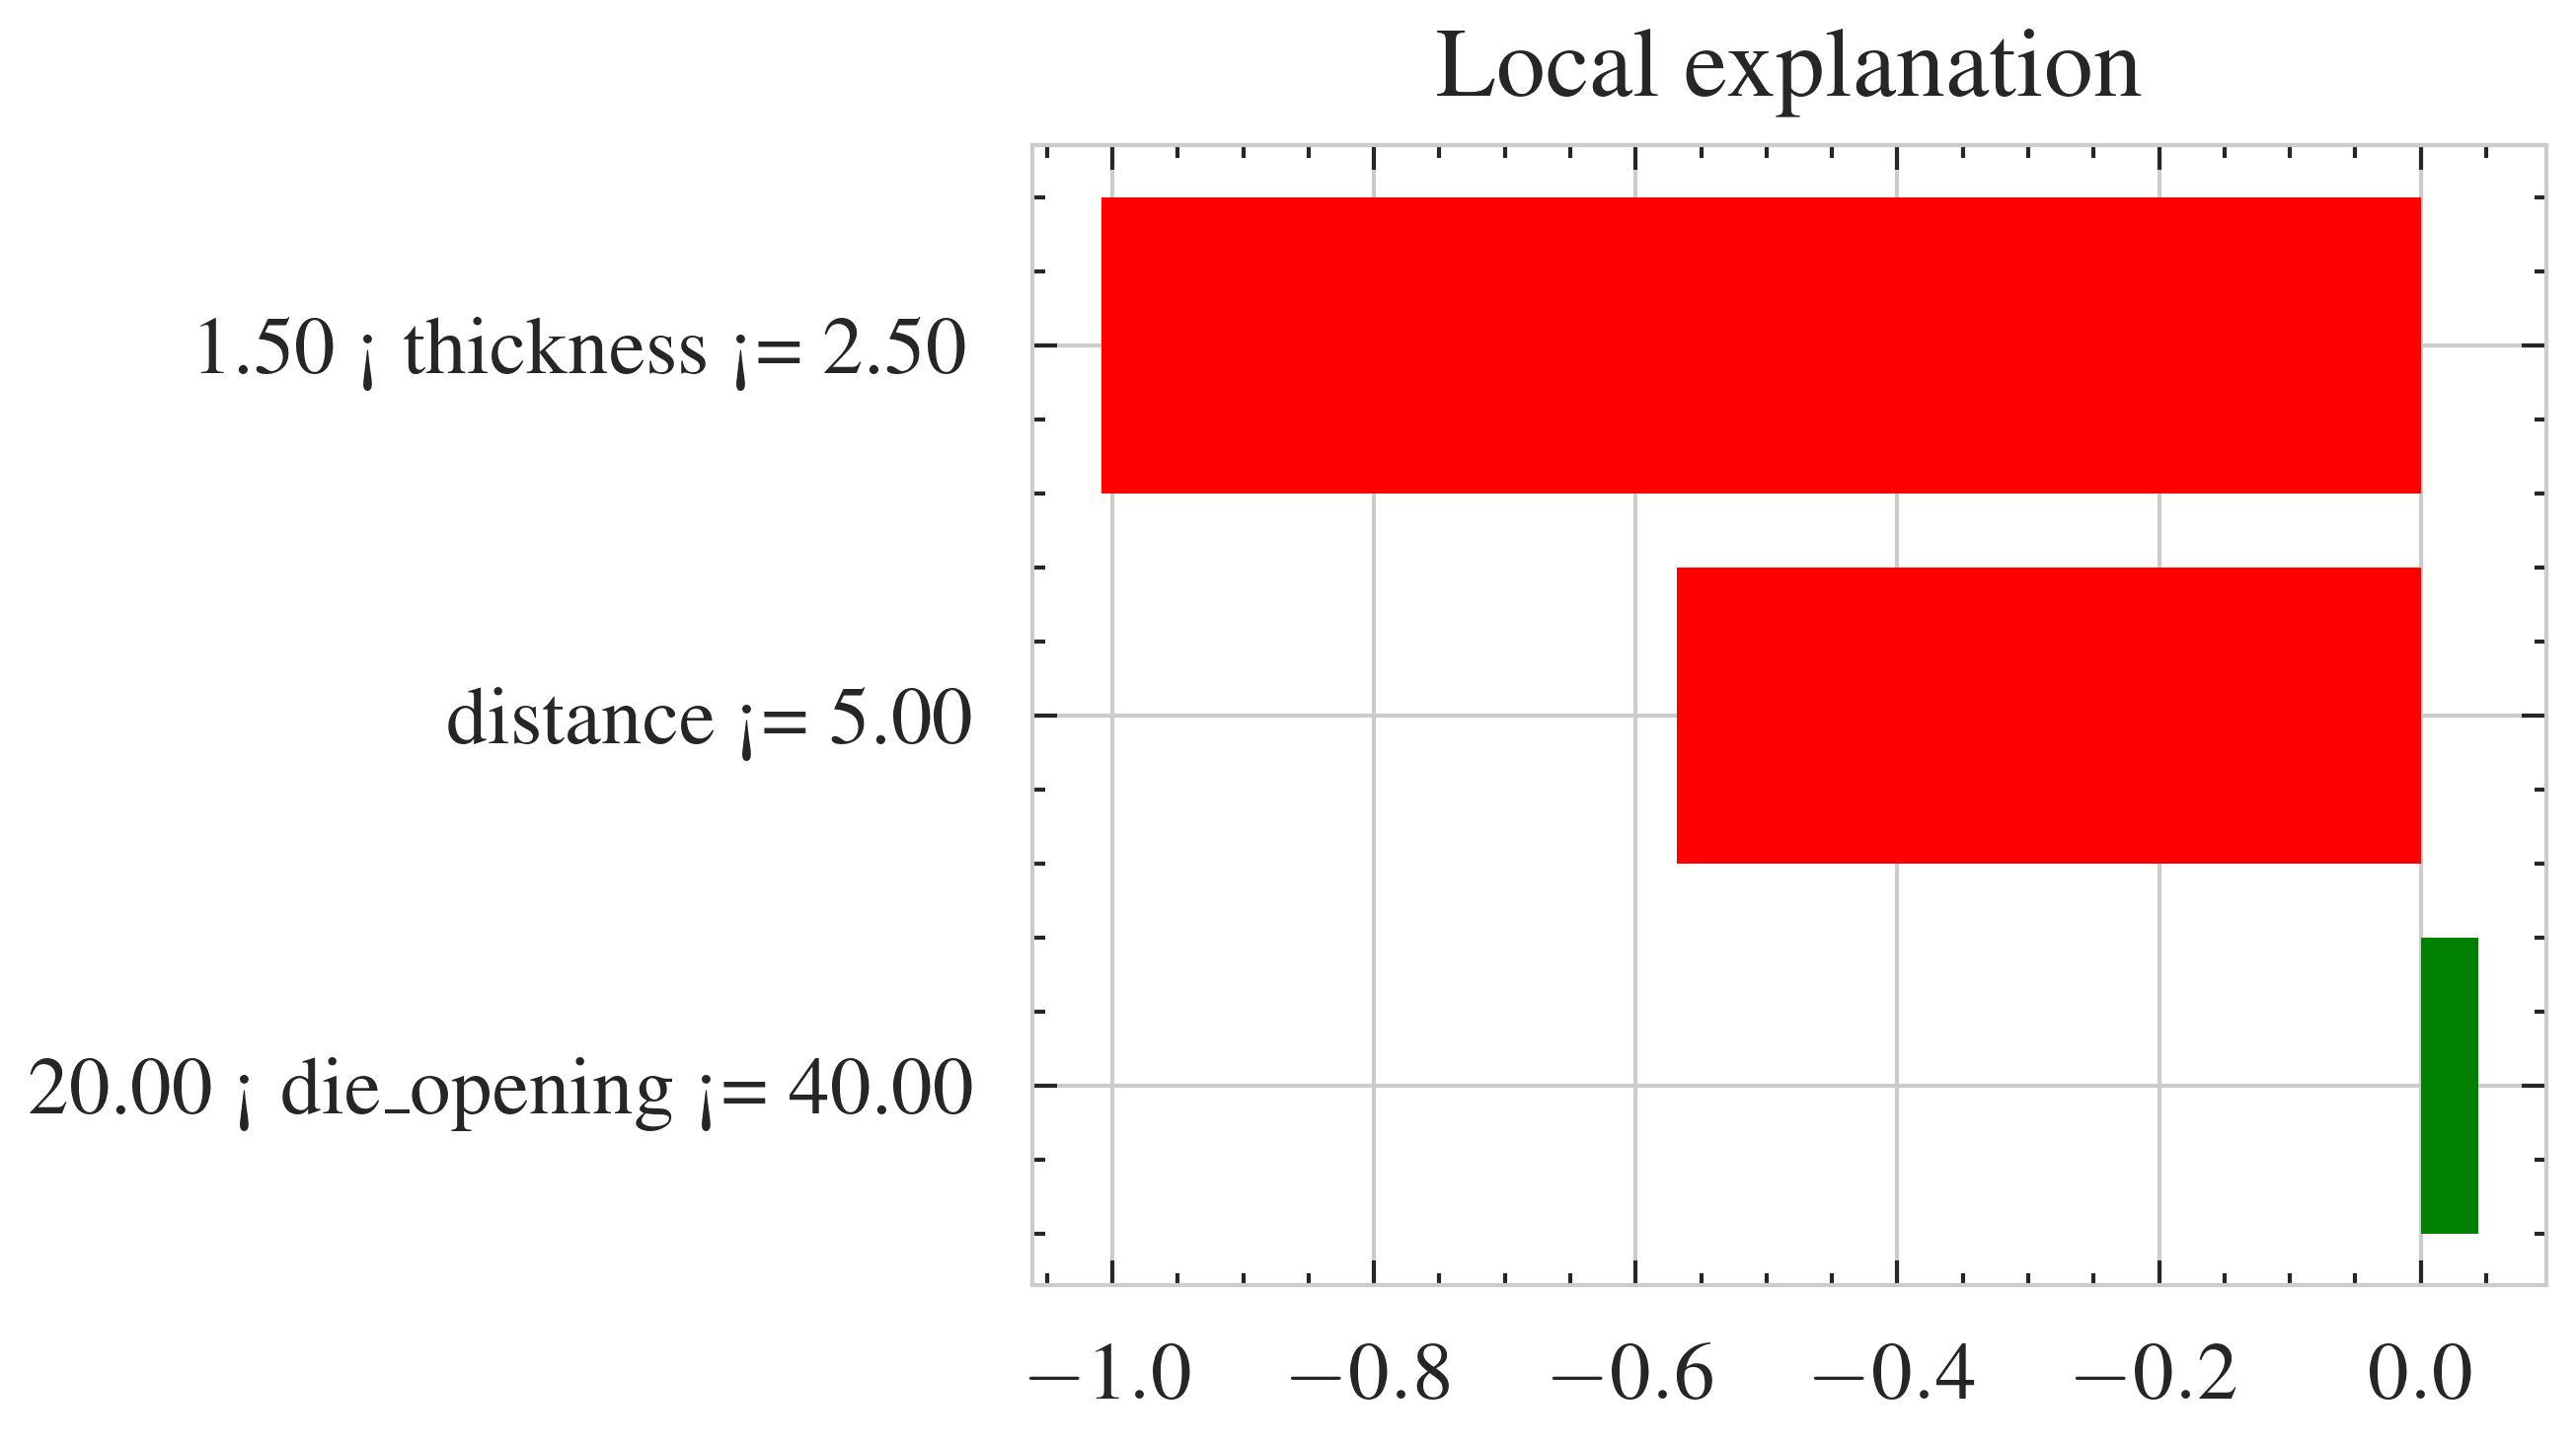 Local explanation
1.50 ¡ thickness ¡= 2.50
distance ¡= 5.00
20.00 ¡ die_opening ¡= 40.00
−1.0 −0.8 −0.6 −0.4 −0.2 0.0